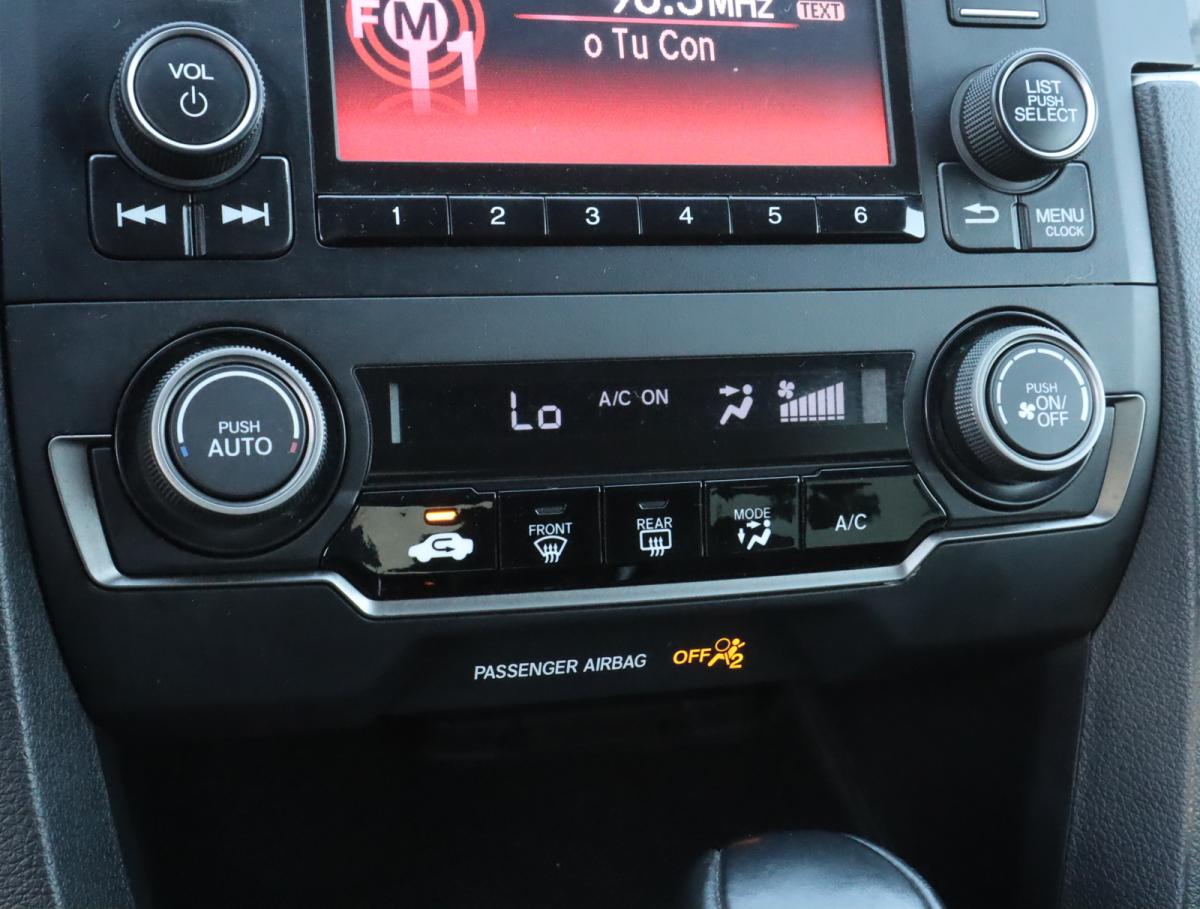 MHz
TEXT
FM
1
o Tu Con
VOL
LIST
PUSH
SELECT
1 2 3 4 5 6
MENU
CLOCK
PUSH
AUTO
Lo
A/C ON
PUSH
ON/
OFF
FRONT
REAR
MODE
A/C
PASSENGER AIRBAG
OFF
2